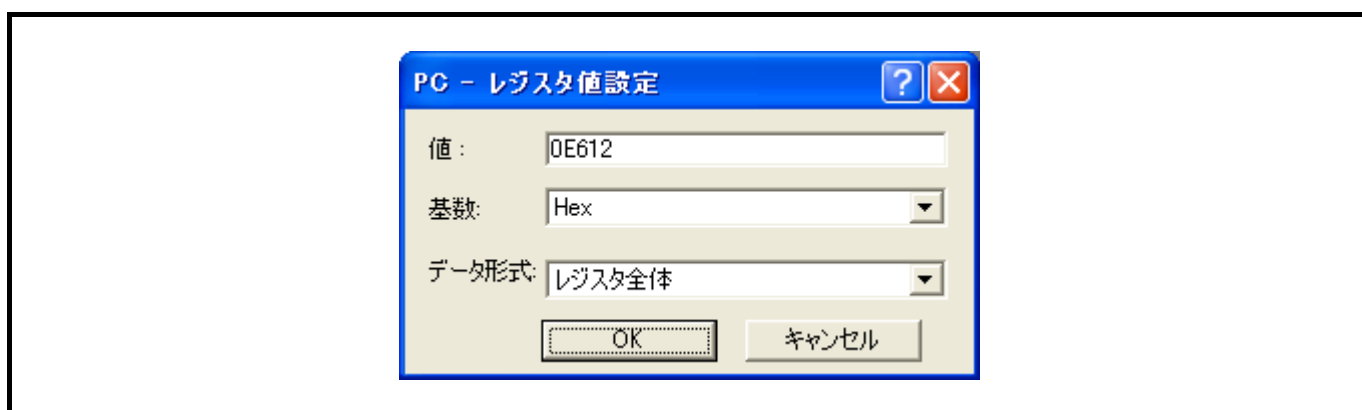 PC - レジスタ値設定
値 : 0E612
基数: Hex
データ形式: レジスタ全体
OK キャンセル